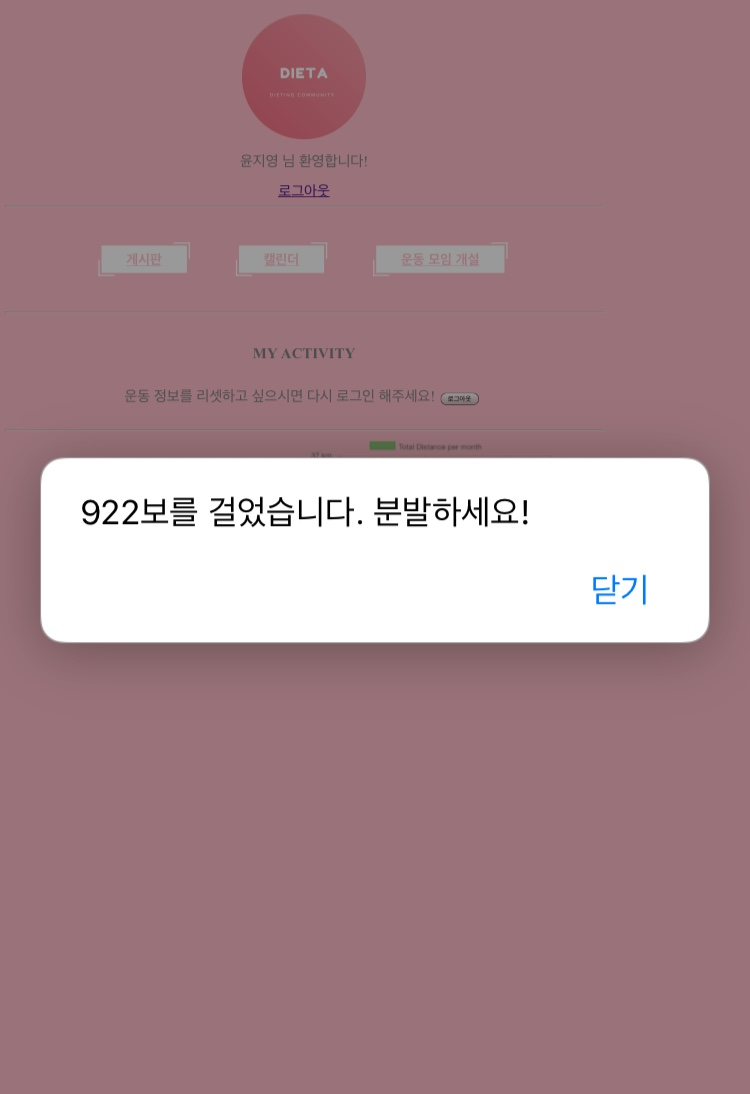 DIETA
DIETING COMMUNITY
윤지영 님 환영합니다!
로그아웃
게시판
캘린더
운동 모임 개설
MY ACTIVITY
운동 정보를 리셋하고 싶으시면 다시 로그인 해주세요! 로그아웃
Total Distance per month
922보를 걸었습니다. 분발하세요!
닫기